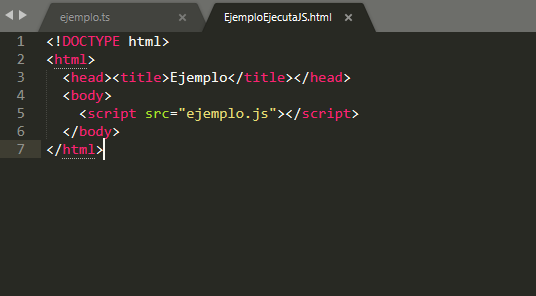 ejemplo.ts × EjemploEjecutaJS.html ×
1 <!DOCTYPE html>
2 <html>
3 <head><title>Ejemplo</title></head>
4 <body>
5 <script src="ejemplo.js"></script>
6 </body>
7 </html>